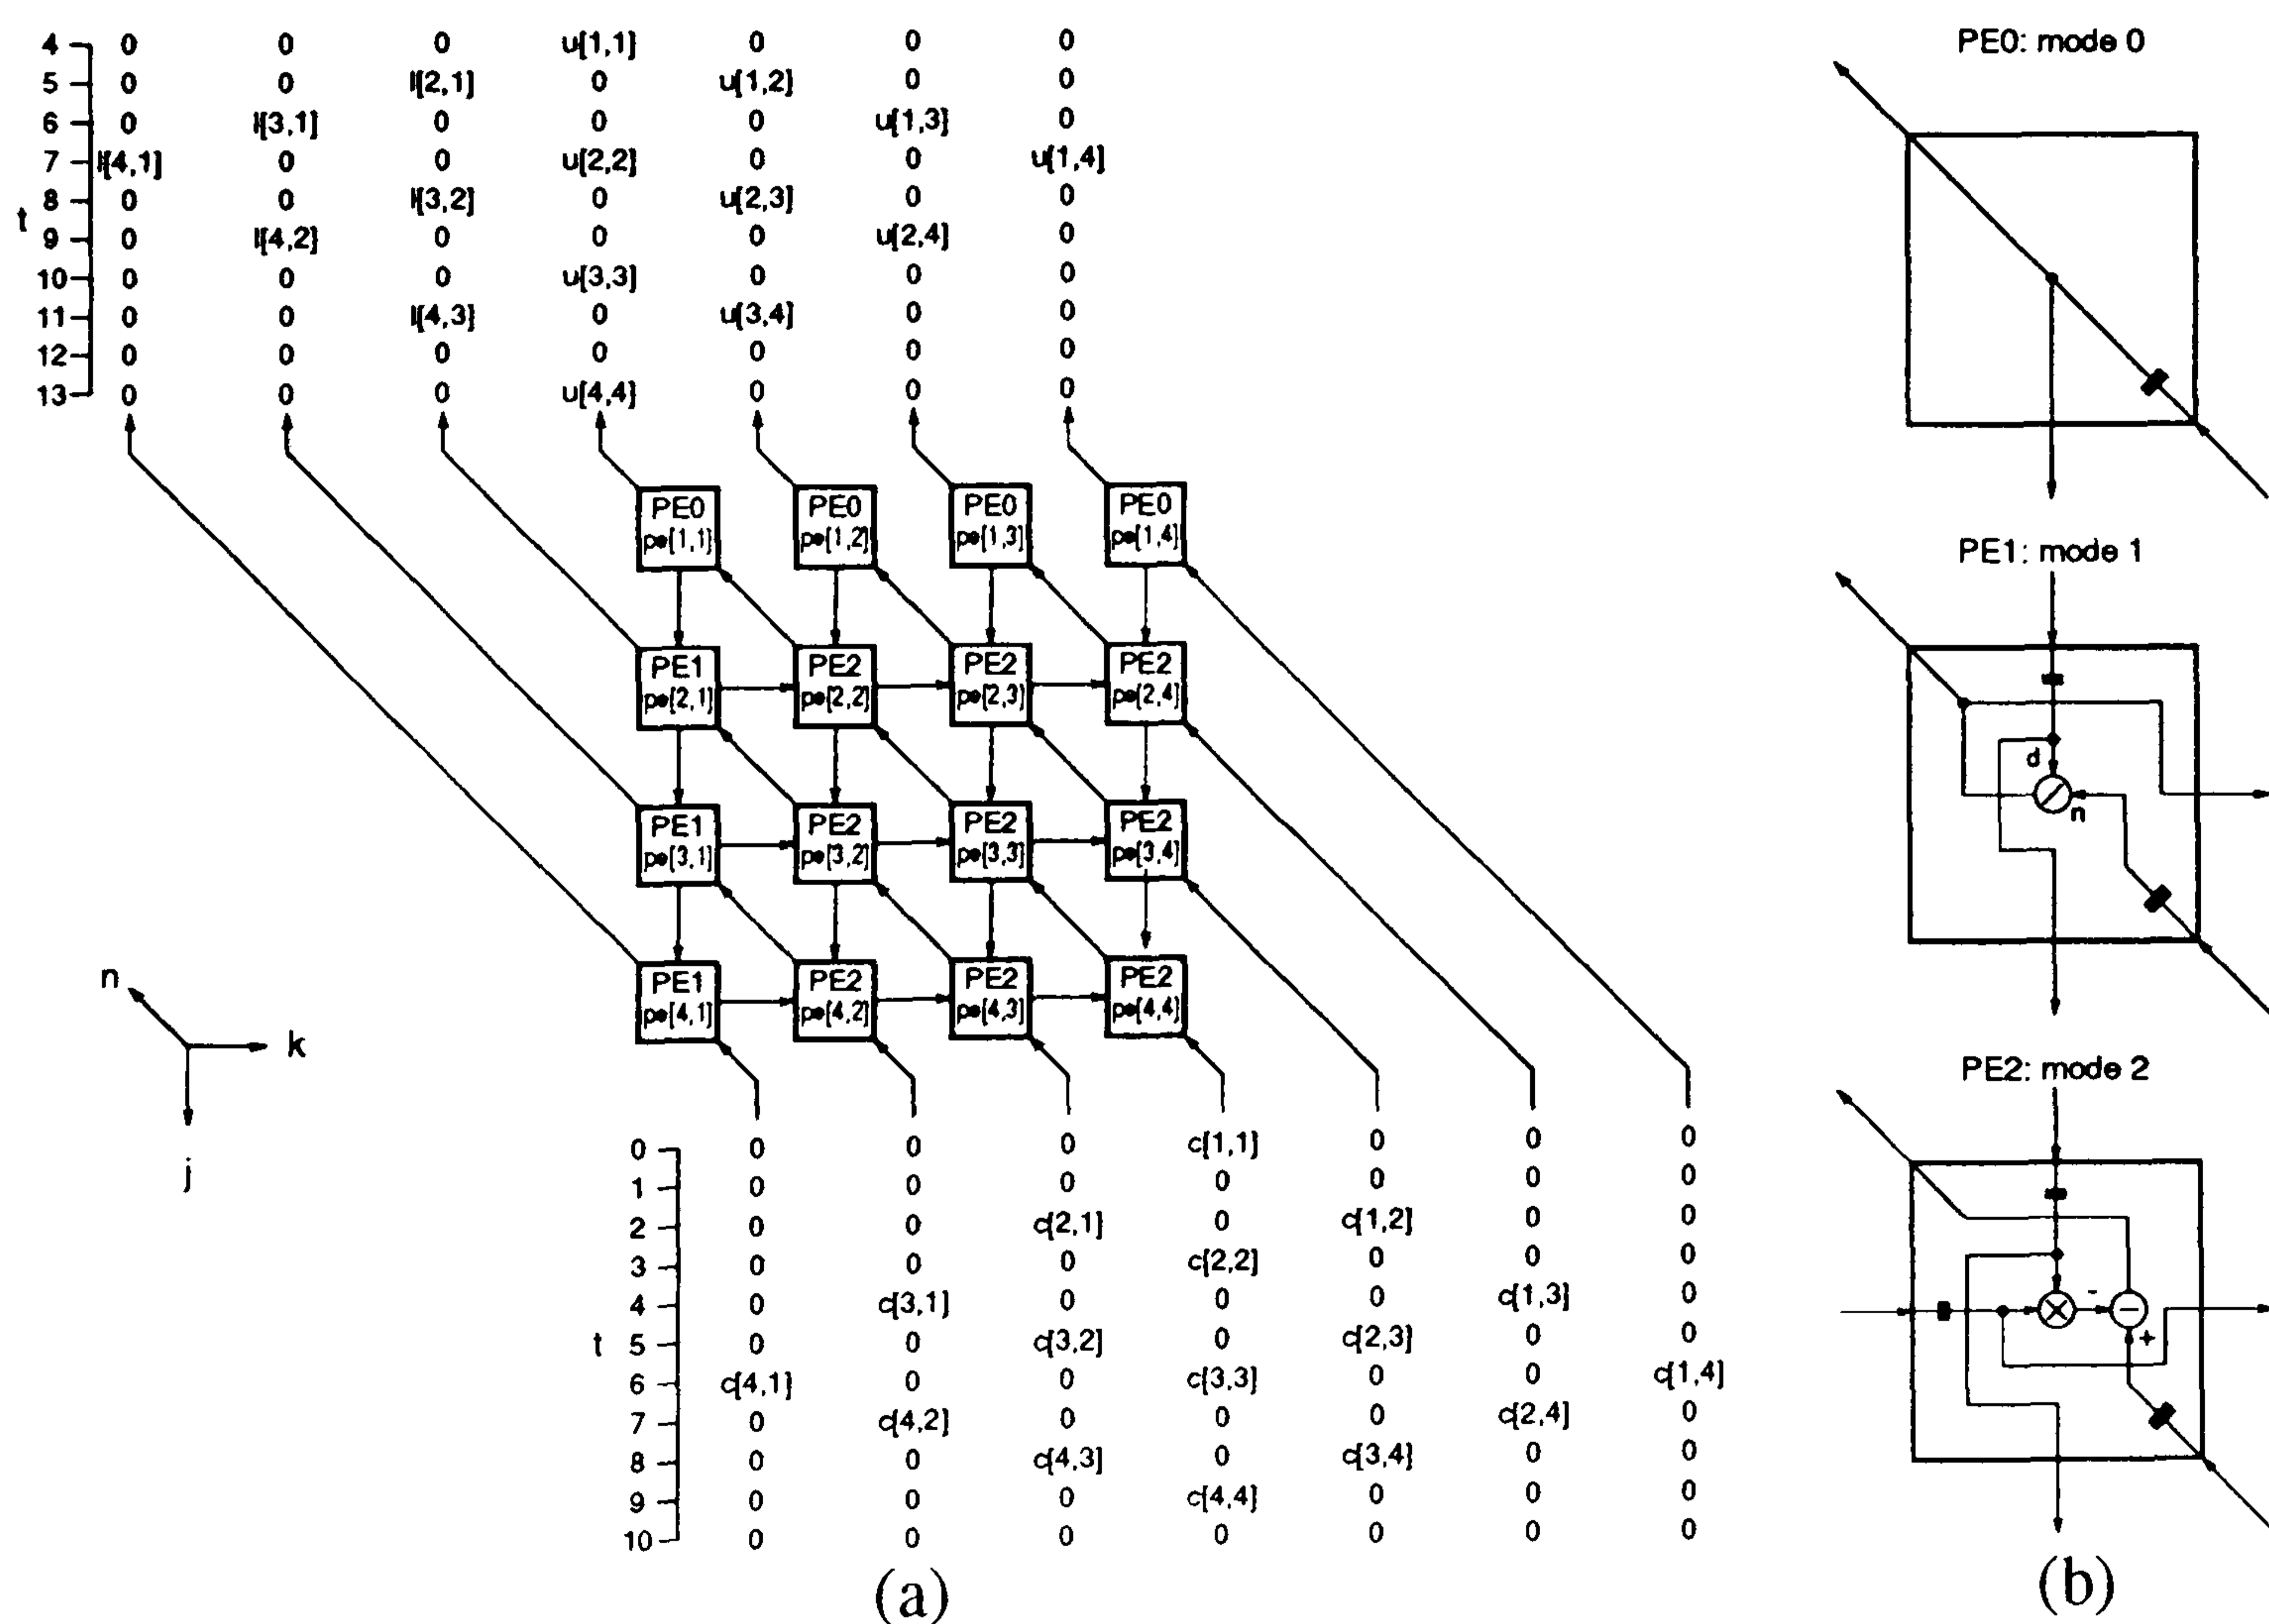 4 0 0 0 u[1,1] 0 0 0
5 0 0 l[2,1] 0 u[1,2] 0 0
6 0 l[3,1] 0 0 0 u[1,3] 0
7 l[4,1] 0 0 u[2,2] 0 0 u[1,4]
8 0 0 l[3,2] 0 u[2,3] 0 0
t
9 0 l[4,2] 0 0 0 u[2,4] 0
10 0 0 0 u[3,3] 0 0 0
11 0 0 l[4,3] 0 u[3,4] 0 0
12 0 0 0 0 0 0 0
13 0 0 0 u[4,4] 0 0 0
PE0 PE0 PE0 PE0
pe[1,1] pe[1,2] pe[1,3] pe[1,4]
PE1 PE2 PE2 PE2
pe[2,1] pe[2,2] pe[2,3] pe[2,4]
PE1 PE2 PE2 PE2
pe[3,1] pe[3,2] pe[3,3] pe[3,4]
PE1 PE2 PE2 PE2
pe[4,1] pe[4,2] pe[4,3] pe[4,4]
n
k
j
0 0 0 0 c[1,1] 0 0 0
1 0 0 0 0 0 0 0
2 0 0 c[2,1] 0 c[1,2] 0 0
3 0 0 0 c[2,2] 0 0 0
4 0 c[3,1] 0 0 0 c[1,3] 0
t 5 0 0 c[3,2] 0 c[2,3] 0 0
6 c[4,1] 0 0 c[3,3] 0 0 c[1,4]
7 0 c[4,2] 0 0 0 c[2,4] 0
8 0 0 c[4,3] 0 c[3,4] 0 0
9 0 0 0 c[4,4] 0 0 0
10 0 0 0 0 0 0 0
(a)
PE0: mode 0
PE1: mode 1
d
n
PE2: mode 2
-
+
(b)